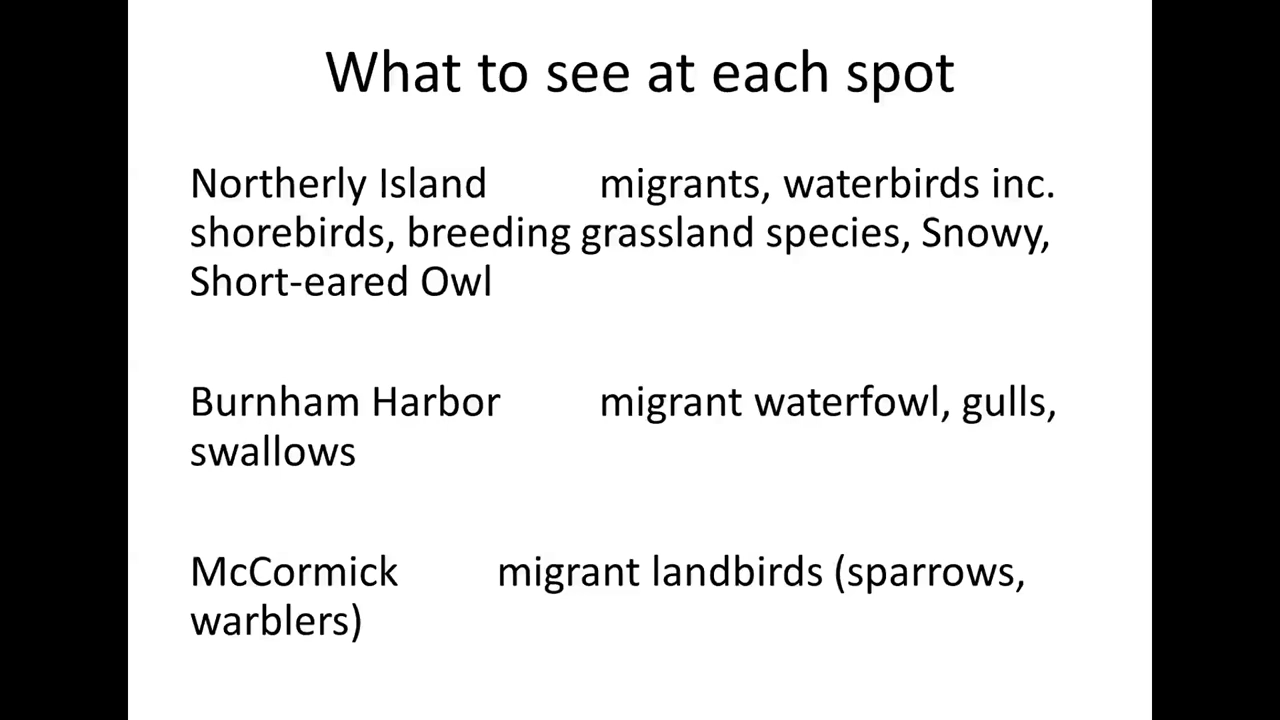 What to see at each spot
Northerly Island migrants, waterbirds inc.
shorebirds, breeding grassland species, Snowy,
Short-eared Owl
Burnham Harbor migrant waterfowl, gulls,
swallows
McCormick migrant landbirds (sparrows,
warblers)